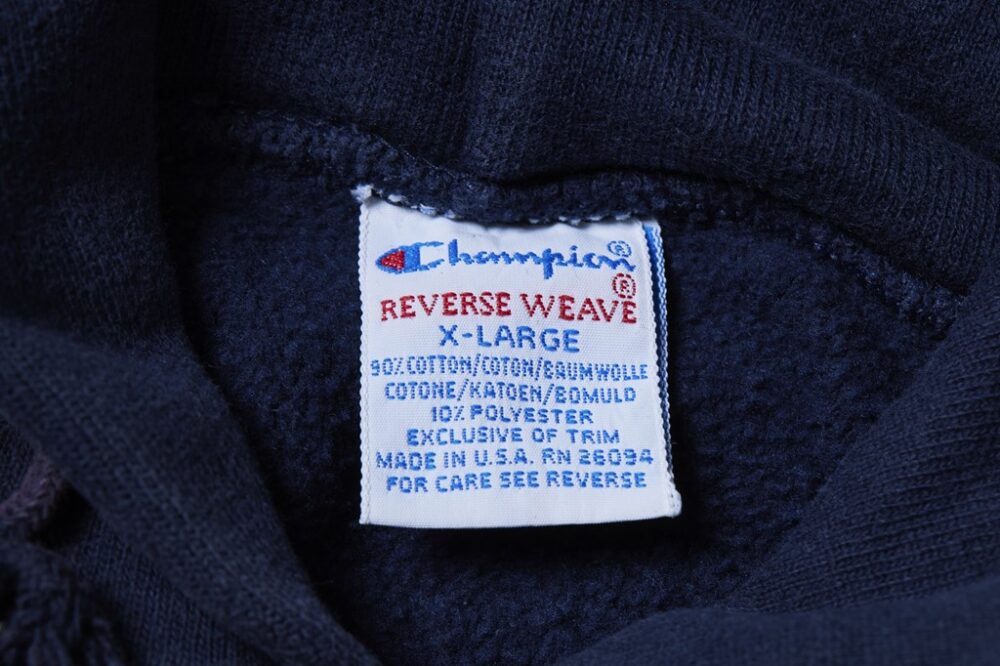 Champion®
REVERSE WEAVE®
X-LARGE
90% COTTON/COTON/BAUMWOLLE
COTONE/KATOEN/BOMULD
10% POLYESTER
EXCLUSIVE OF TRIM
MADE IN U.S.A. RN 26094
FOR CARE SEE REVERSE